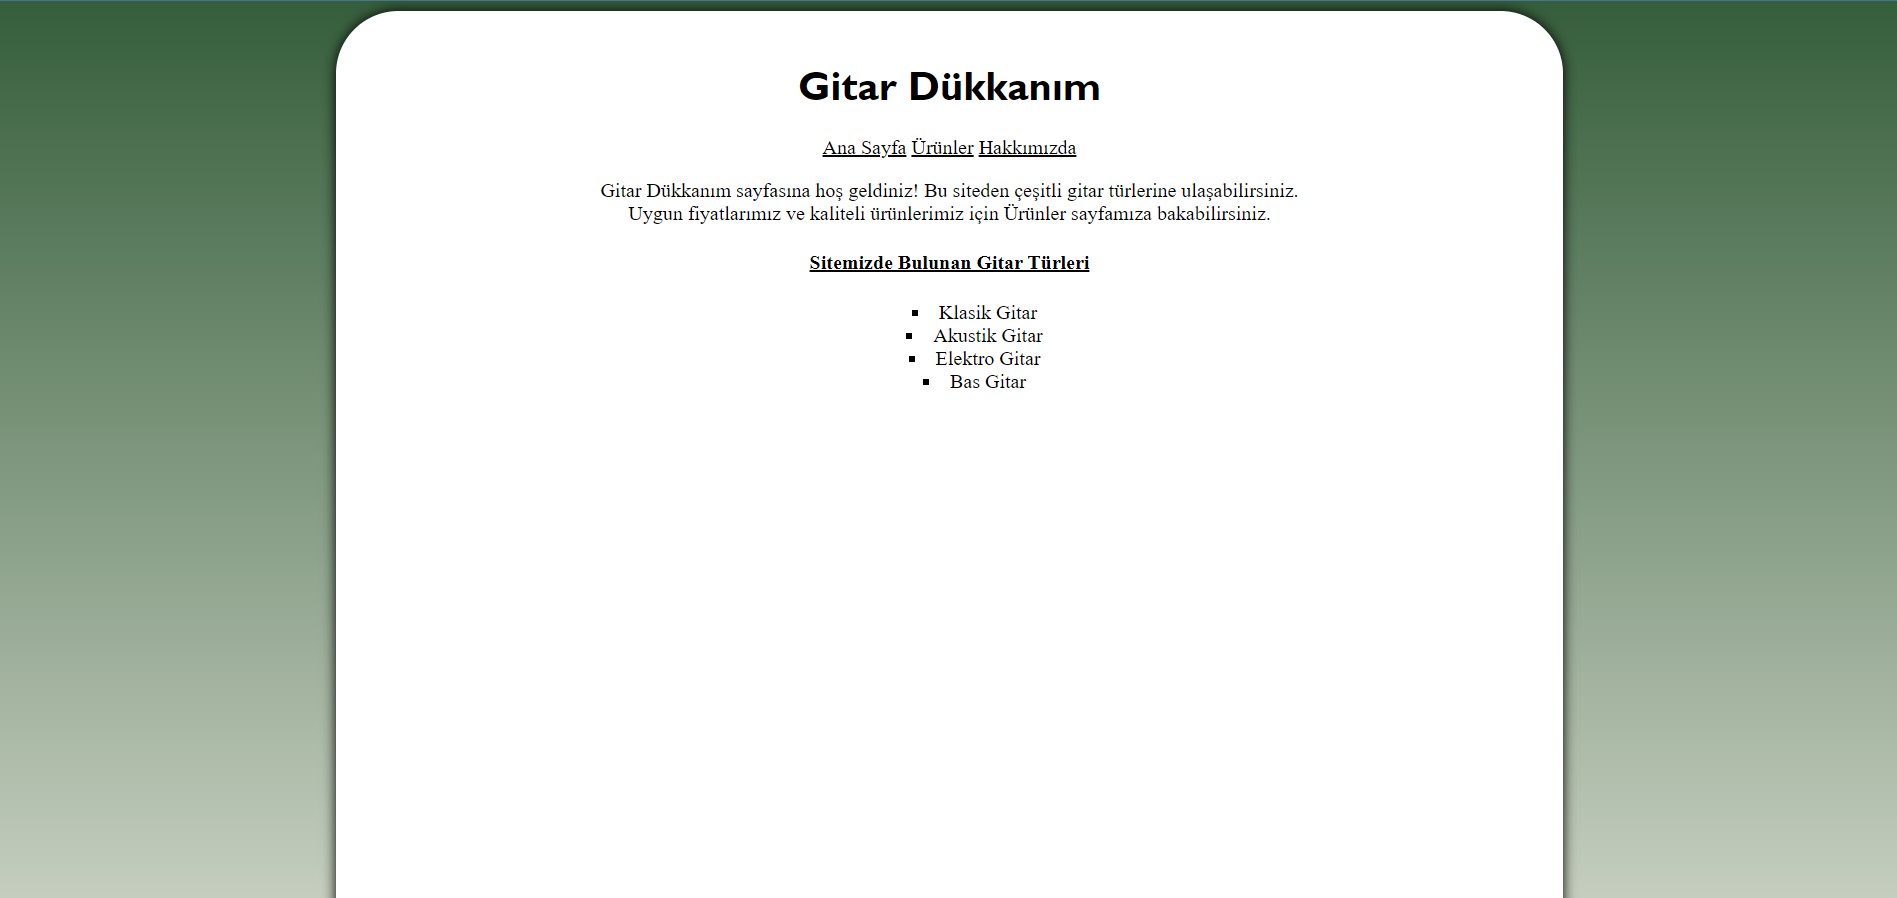 Gitar Dükkanım
Ana Sayfa Ürünler Hakkımızda
Gitar Dükkanım sayfasına hoş geldiniz! Bu siteden çeşitli gitar türlerine ulaşabilirsiniz.
Uygun fiyatlarımız ve kaliteli ürünlerimiz için Ürünler sayfamıza bakabilirsiniz.
Sitemizde Bulunan Gitar Türleri
▪ Klasik Gitar
▪ Akustik Gitar
▪ Elektro Gitar
▪ Bas Gitar